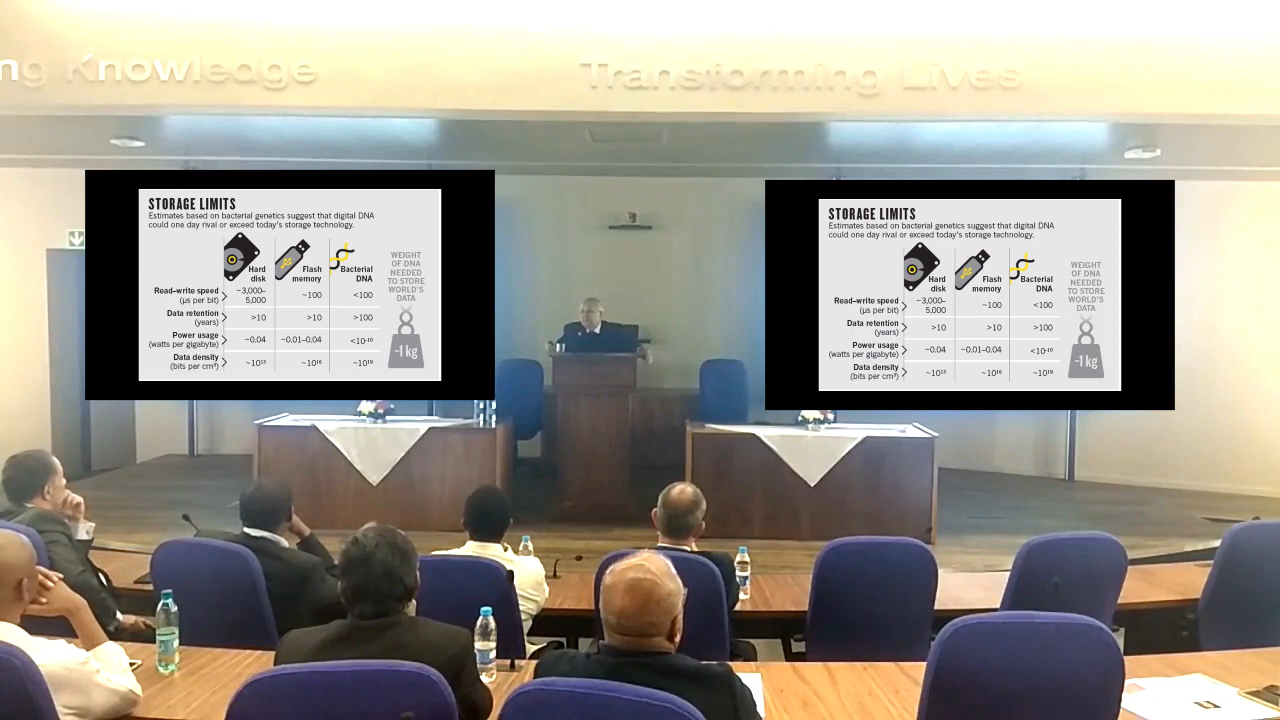 ng Knowledge
Transforming Lives
STORAGE LIMITS
Estimates based on bacterial genetics suggest that digital DNA
could one day rival or exceed today's storage technology.
Hard
disk
Flash
memory
Bacterial
DNA
Read–write speed
(µs per bit)
~3,000–
5,000
~100
<100
Data retention
(years)
>10
>10
>100
Power usage
(watts per gigabyte)
~0.04
~0.01–0.04
<10⁻¹⁰
Data density
(bits per cm³)
~10¹³
~10¹⁶
~10¹⁹
WEIGHT
OF DNA
NEEDED
TO STORE
WORLD'S
DATA
~1 kg
STORAGE LIMITS
Estimates based on bacterial genetics suggest that digital DNA
could one day rival or exceed today's storage technology.
Hard
disk
Flash
memory
Bacterial
DNA
Read–write speed
(µs per bit)
~3,000–
5,000
~100
<100
Data retention
(years)
>10
>10
>100
Power usage
(watts per gigabyte)
~0.04
~0.01–0.04
<10⁻¹⁰
Data density
(bits per cm³)
~10¹³
~10¹⁶
~10¹⁹
WEIGHT
OF DNA
NEEDED
TO STORE
WORLD'S
DATA
~1 kg